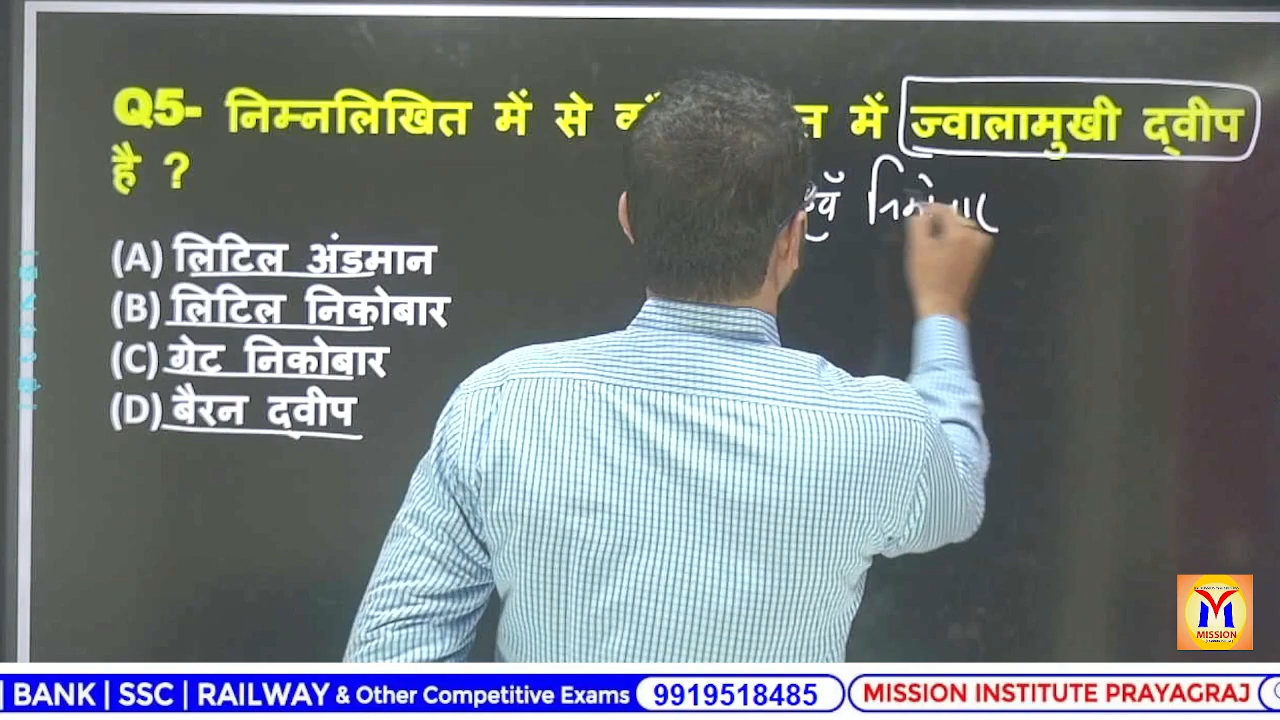 Q5- निम्नलिखित में से में ज्वालामुखी द्वीप
है ?
निकोबार
(A) लिटिल अंडमान
(B) लिटिल निकोबार
(C) ग्रेट निकोबार
(D) बैरन द्वीप
MISSION
| BANK | SSC | RAILWAY & Other Competitive Exams 9919518485 MISSION INSTITUTE PRAYAGRAJ